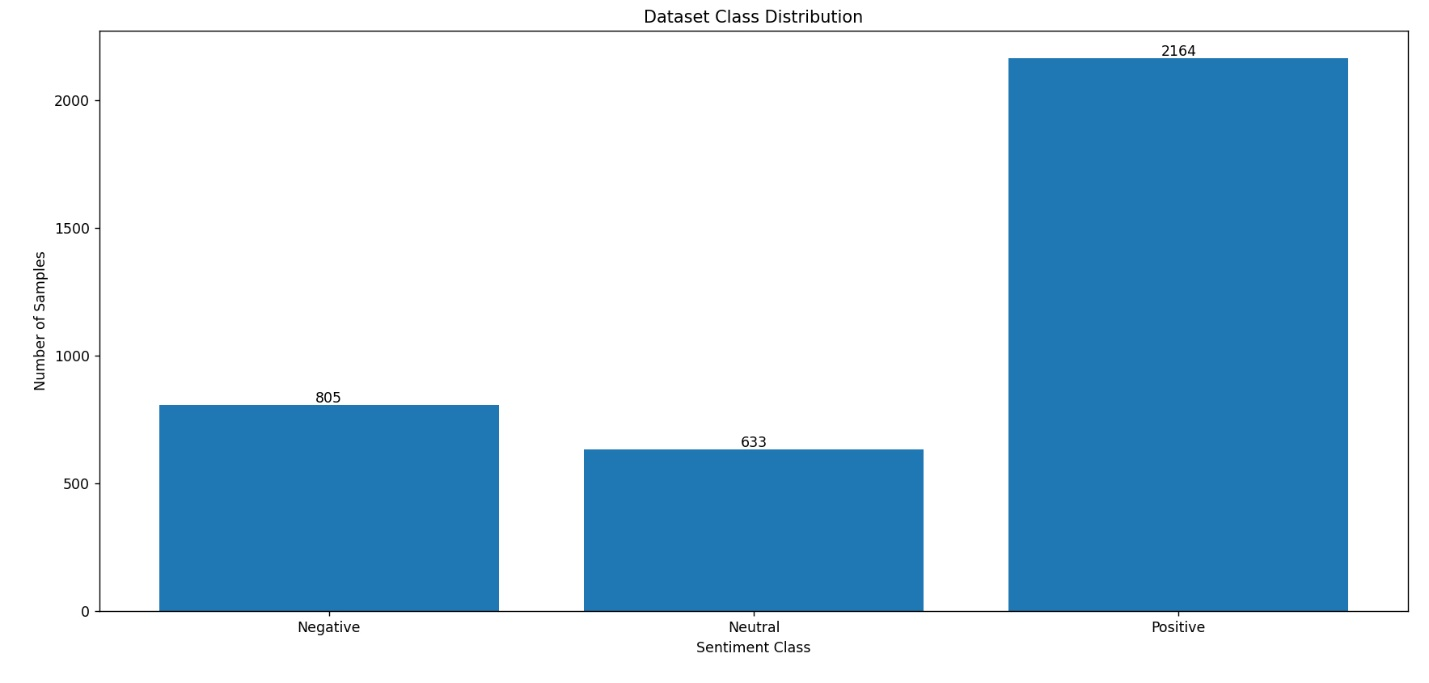 Dataset Class Distribution
Number of Samples
2000
1500
1000
500
0
805
633
2164
Negative
Neutral
Positive
Sentiment Class